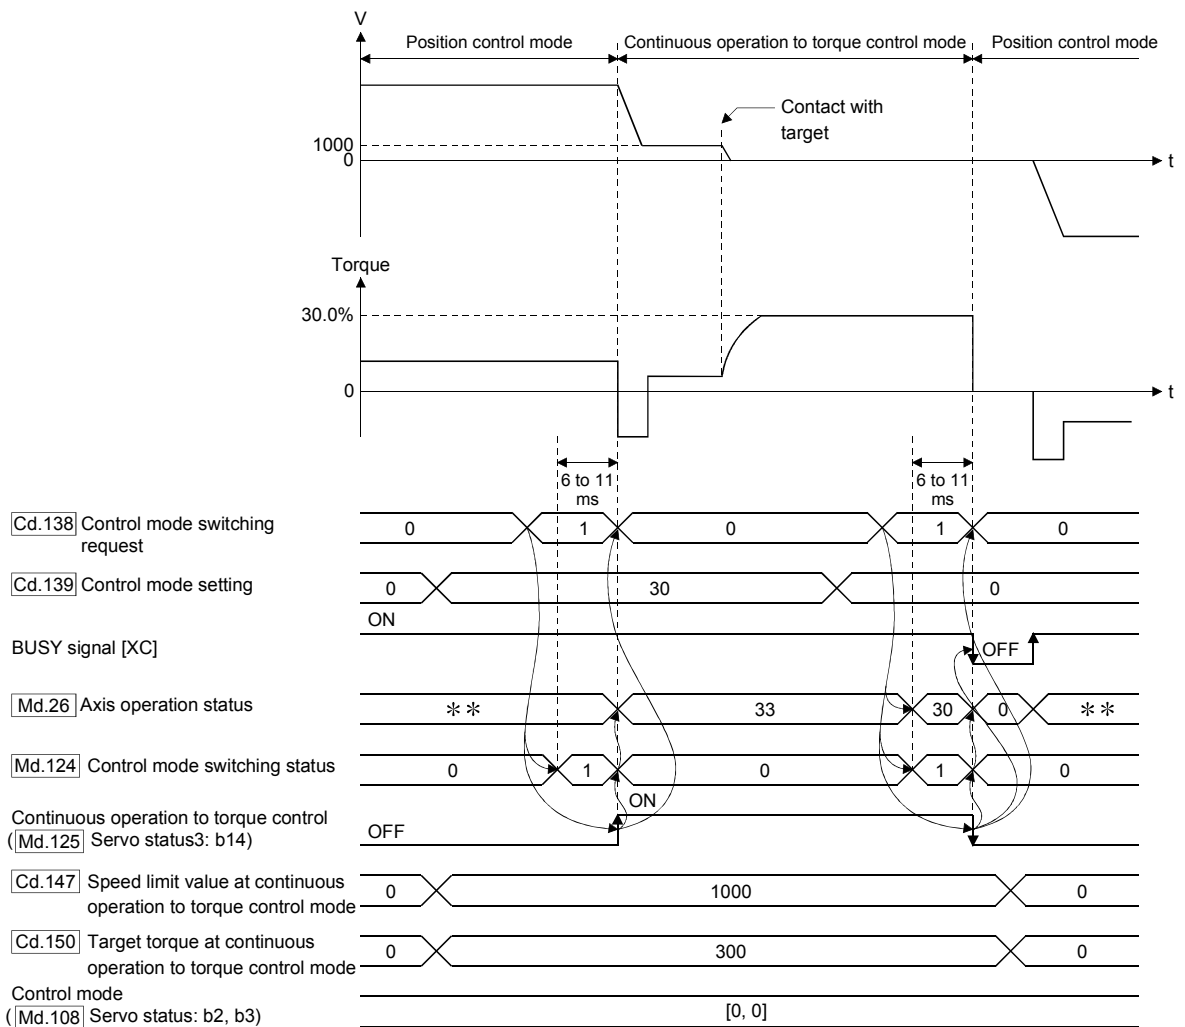 V
Position control mode
Continuous operation to torque control mode
Position control mode
Contact with
target
1000
0
t
Torque
30.0%
0
t
6 to 11
ms
6 to 11
ms
Cd.138 Control mode switching
request
0
1
0
1
0
Cd.139 Control mode setting
0
30
0
ON
BUSY signal [XC]
OFF
Md.26 Axis operation status
**
33
30
0
**
Md.124 Control mode switching status
0
1
0
1
0
ON
Continuous operation to torque control
(Md.125 Servo status3: b14)
OFF
Cd.147 Speed limit value at continuous
operation to torque control mode
0
1000
0
Cd.150 Target torque at continuous
operation to torque control mode
0
300
0
Control mode
(Md.108 Servo status: b2, b3)
[0, 0]